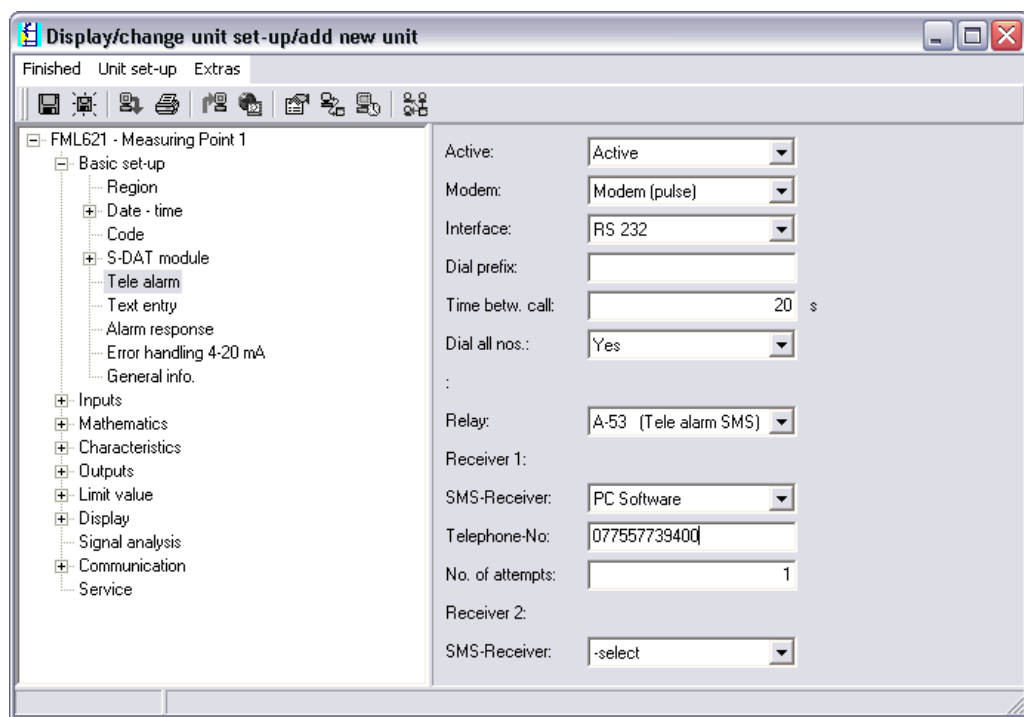 Display/change unit set-up/add new unit
Finished Unit set-up Extras
FML621 - Measuring Point 1
Basic set-up
Region
Date - time
Code
S-DAT module
Tele alarm
Text entry
Alarm response
Error handling 4-20 mA
General info.
Inputs
Mathematics
Characteristics
Outputs
Limit value
Display
Signal analysis
Communication
Service
Active: Active
Modem: Modem (pulse)
Interface: RS 232
Dial prefix:
Time betw. call: 20 s
Dial all nos.: Yes
:
Relay: A-53 (Tele alarm SMS)
Receiver 1:
SMS-Receiver: PC Software
Telephone-No: 077557739400
No. of attempts: 1
Receiver 2:
SMS-Receiver: -select